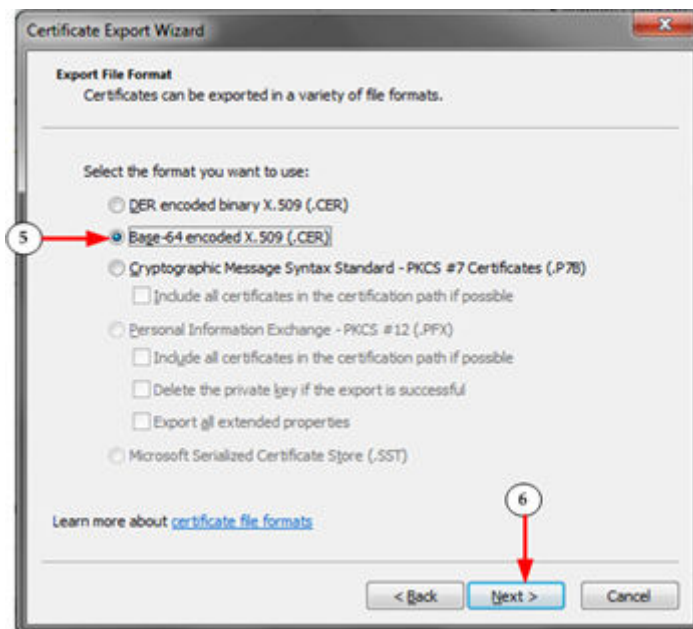 Certificate Export Wizard
Export File Format
Certificates can be exported in a variety of file formats.
Select the format you want to use:
DER encoded binary X.509 (.CER)
5
Base-64 encoded X.509 (.CER)
Cryptographic Message Syntax Standard - PKCS #7 Certificates (.P7B)
Include all certificates in the certification path if possible
Personal Information Exchange - PKCS #12 (.PFX)
Include all certificates in the certification path if possible
Delete the private key if the export is successful
Export all extended properties
Microsoft Serialized Certificate Store (.SST)
6
Learn more about certificate file formats
< Back
Next >
Cancel